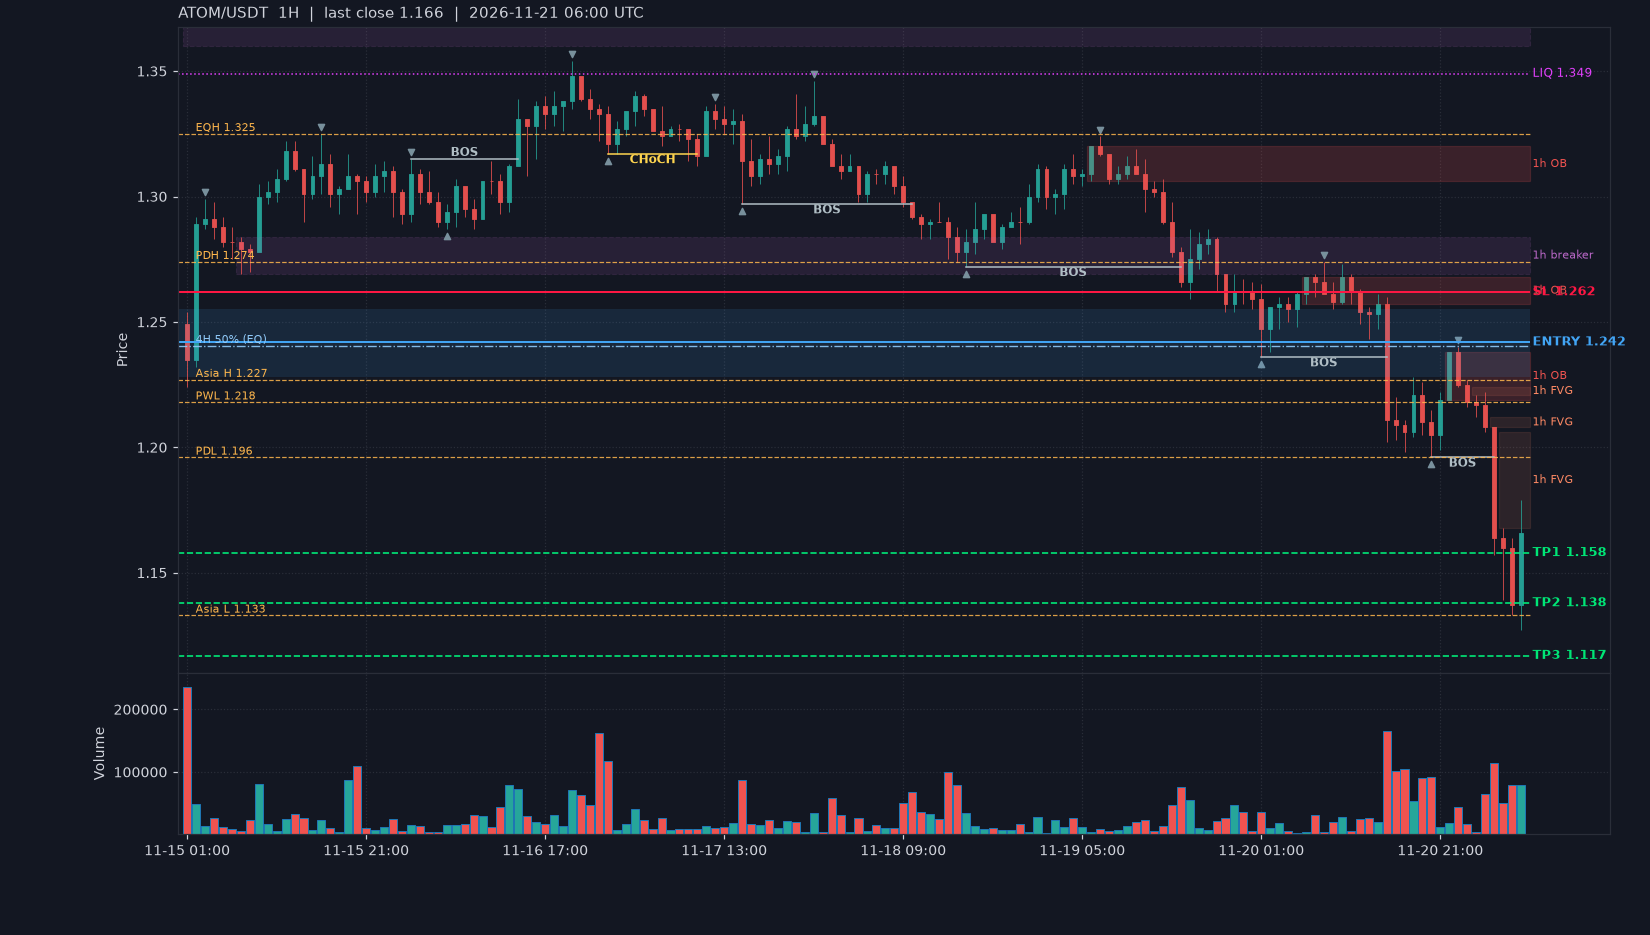 ATOM/USDT 1H | last close 1.166 | 2026-11-21 06:00 UTC
1.35
LIQ 1.349
EQH 1.325
BOS
CHoCH
1h OB
1.30
BOS
PDH 1.274
BOS
1h breaker
1h OB
SL 1.262
1.25
4H 50% (EQ)
ENTRY 1.242
BOS
Asia H 1.227
1h OB
1h FVG
PWL 1.218
1h FVG
1.20
PDL 1.196
BOS
1h FVG
Price
TP1 1.158
1.15
Asia L 1.133
TP2 1.138
TP3 1.117
200000
Volume
100000
11-15 01:00
11-15 21:00
11-16 17:00
11-17 13:00
11-18 09:00
11-19 05:00
11-20 01:00
11-20 21:00